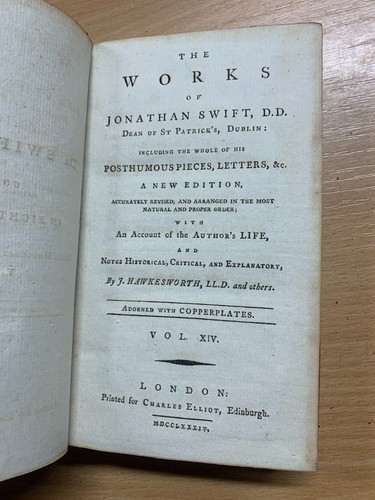 THE
WORKS
OF
JONATHAN SWIFT, D.D.
DEAN OF ST PATRICK'S, DUBLIN:
INCLUDING THE WHOLE OF HIS
POSTHUMOUS PIECES, LETTERS, &c.
A NEW EDITION,
ACCURATELY REVISED, AND ARRANGED IN THE MOST
NATURAL AND PROPER ORDER;
WITH
An Account of the AUTHOR'S LIFE,
AND
NOTES HISTORICAL, CRITICAL, AND EXPLANATORY,
By J. HAWKESWORTH, LL.D. and others.
ADORNED WITH COPPERPLATES.
VOL. XIV.
LONDON:
Printed for CHARLES ELLIOT, Edinburgh.
MDCCLXXXIV.